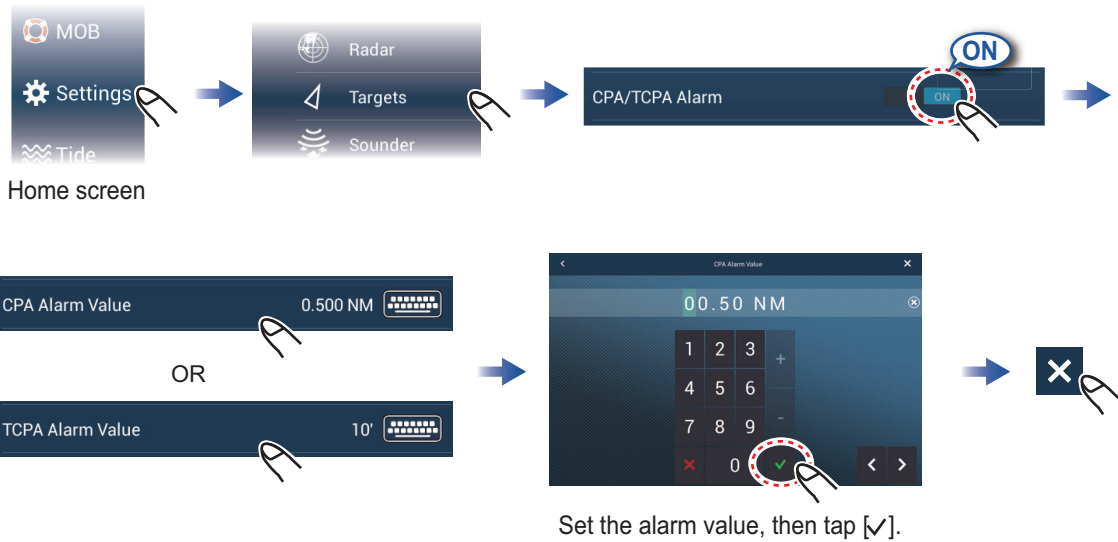 MOB
Settings
Tide
Home screen
Radar
Targets
Sounder
CPA/TCPA Alarm
ON
ON
CPA Alarm Value 0.500 NM
OR
TCPA Alarm Value 10'
CPA Alarm Value
00.50 NM
1 2 3 +
4 5 6
7 8 9 -
0
Set the alarm value, then tap [✓].